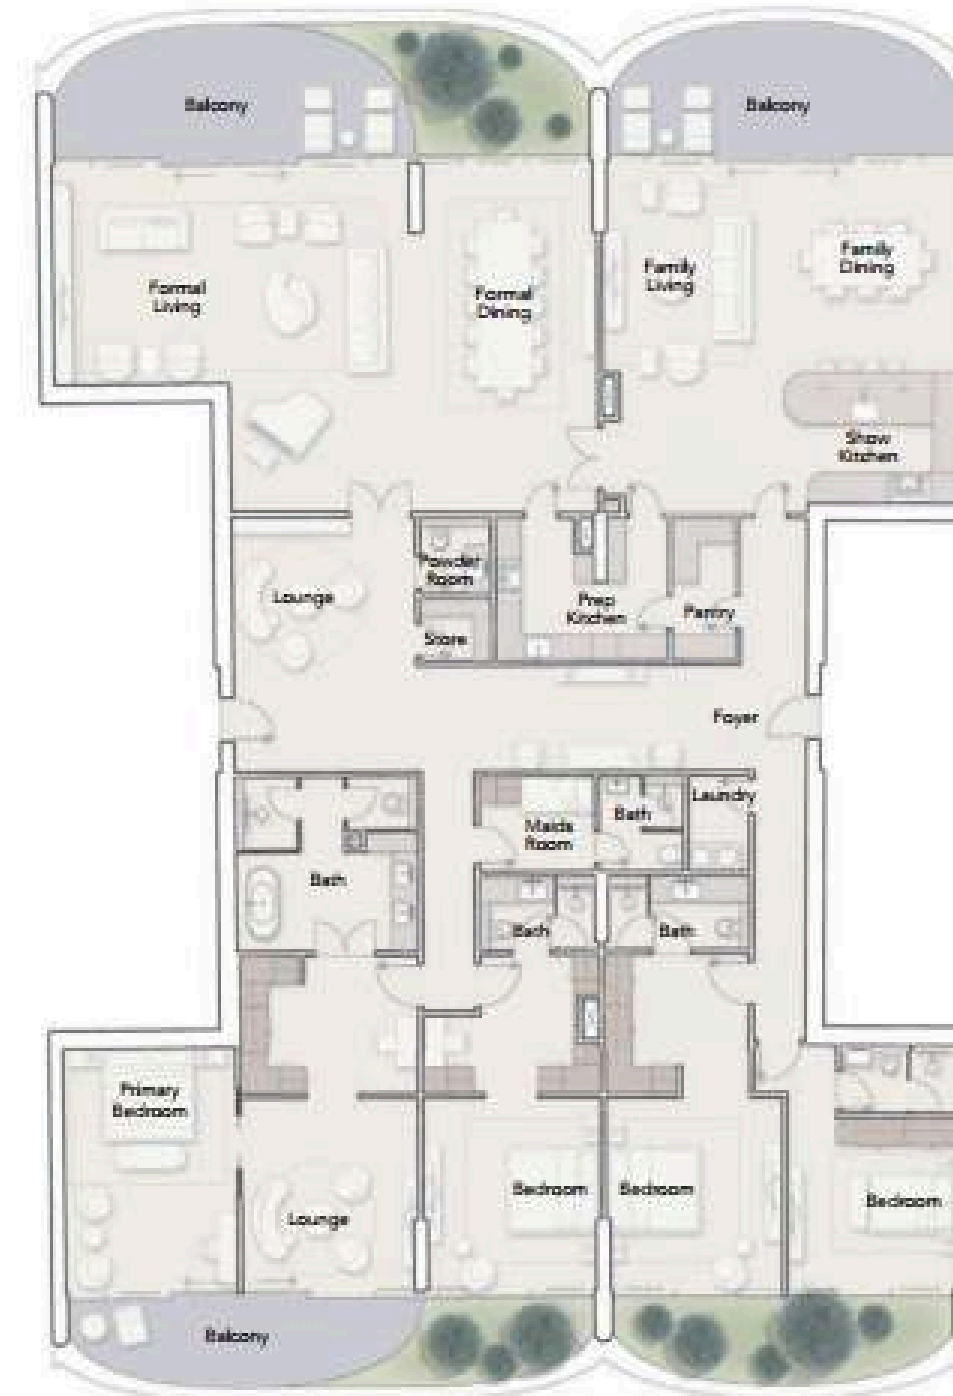 Balcony
Balcony
Formal
Living
Formal
Dining
Family
Living
Family
Dining
Show
Kitchen
Powder
Room
Lounge
Prep
Kitchen
Pantry
Store
Foyer
Maids
Room
Bath
Laundry
Bath
Bath
Bath
Primary
Bedroom
Lounge
Bedroom
Bedroom
Bedroom
Balcony